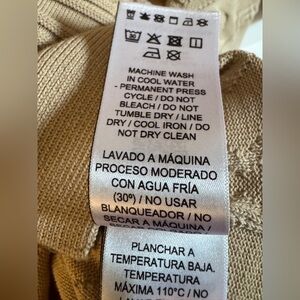 MACHINE WASH
IN COOL WATER
- PERMANENT PRESS
CYCLE / DO NOT
BLEACH / DO NOT
TUMBLE DRY / LINE
DRY / COOL IRON / DO
NOT DRY CLEAN
LAVADO A MÁQUINA
PROCESO MODERADO
CON AGUA FRÍA
(30º) / NO USAR
BLANQUEADOR / NO
SECAR A MÁQUINA /
PLANCHAR A
TEMPERATURA BAJA.
TEMPERATURA
MÁXIMA 110°C / NO